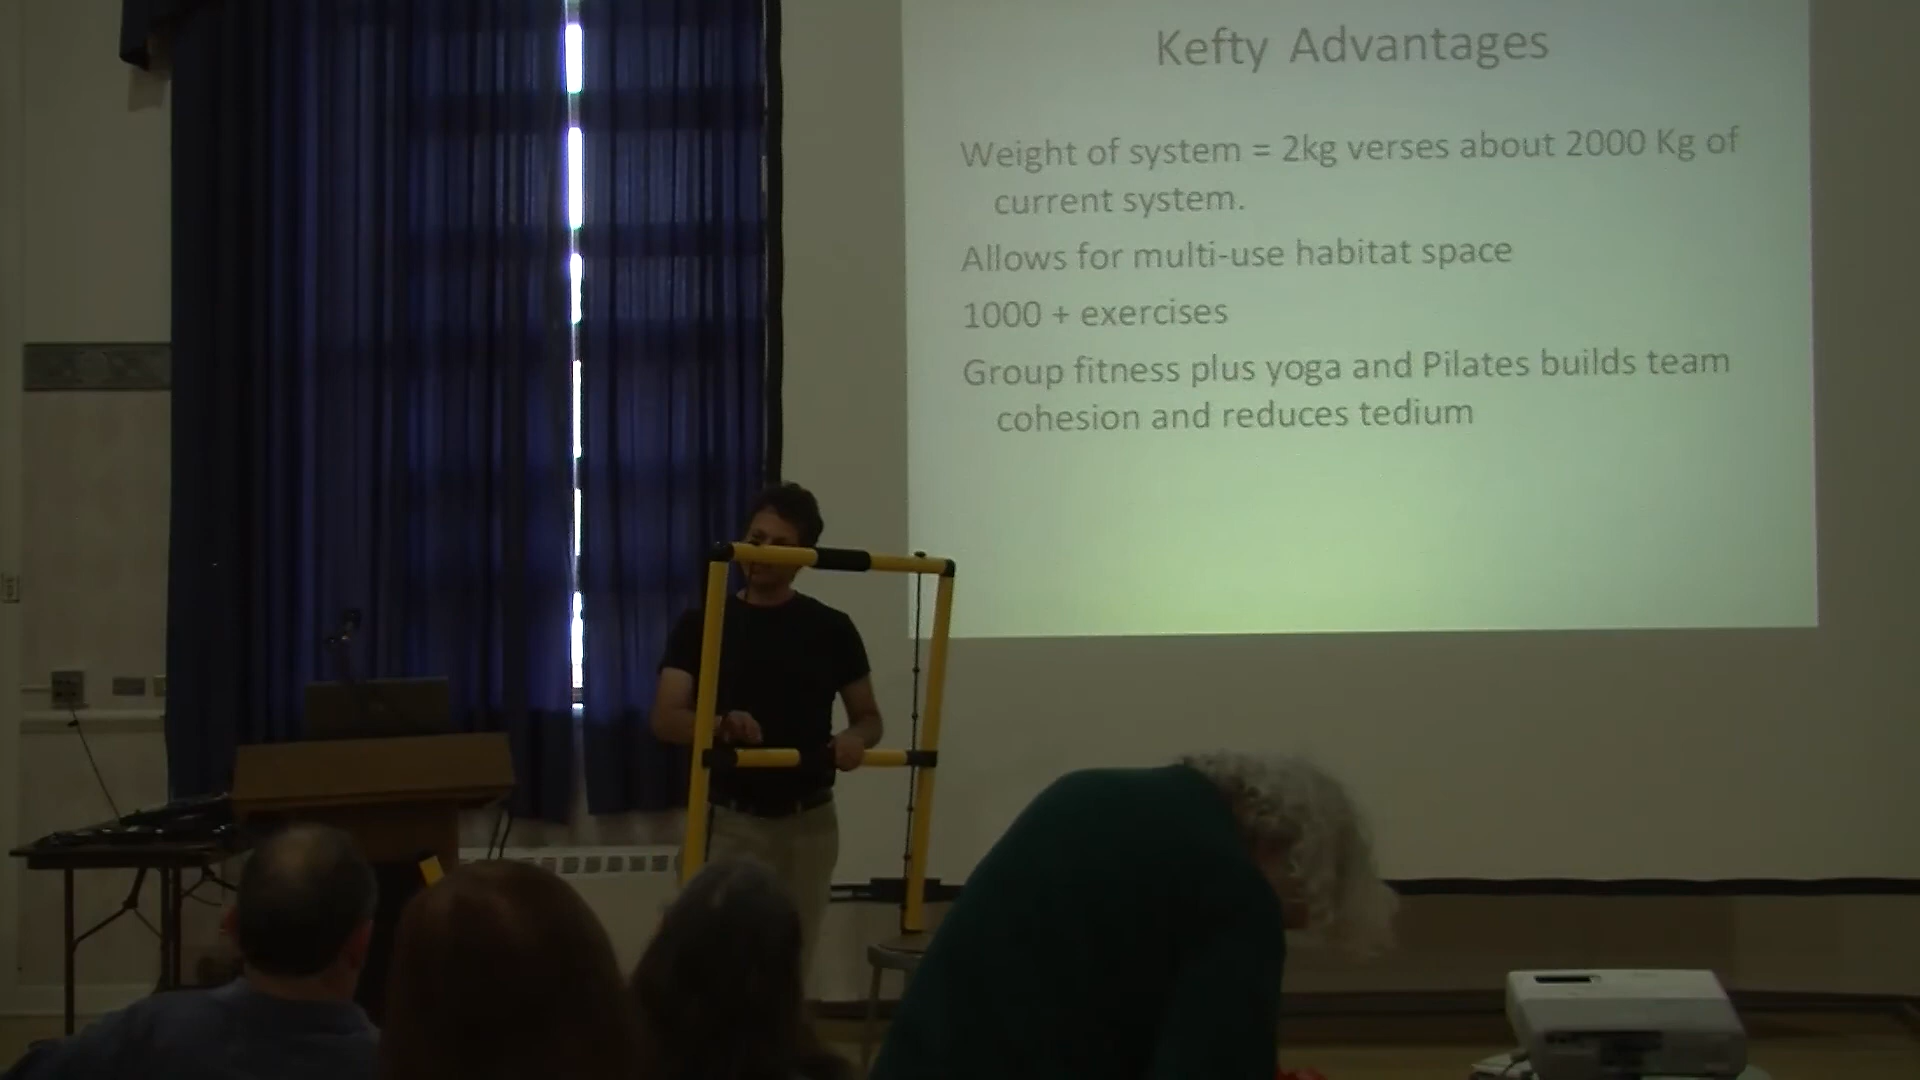 Kefty Advantages
Weight of system = 2kg verses about 2000 Kg of
current system.
Allows for multi-use habitat space
1000 + exercises
Group fitness plus yoga and Pilates builds team
cohesion and reduces tedium